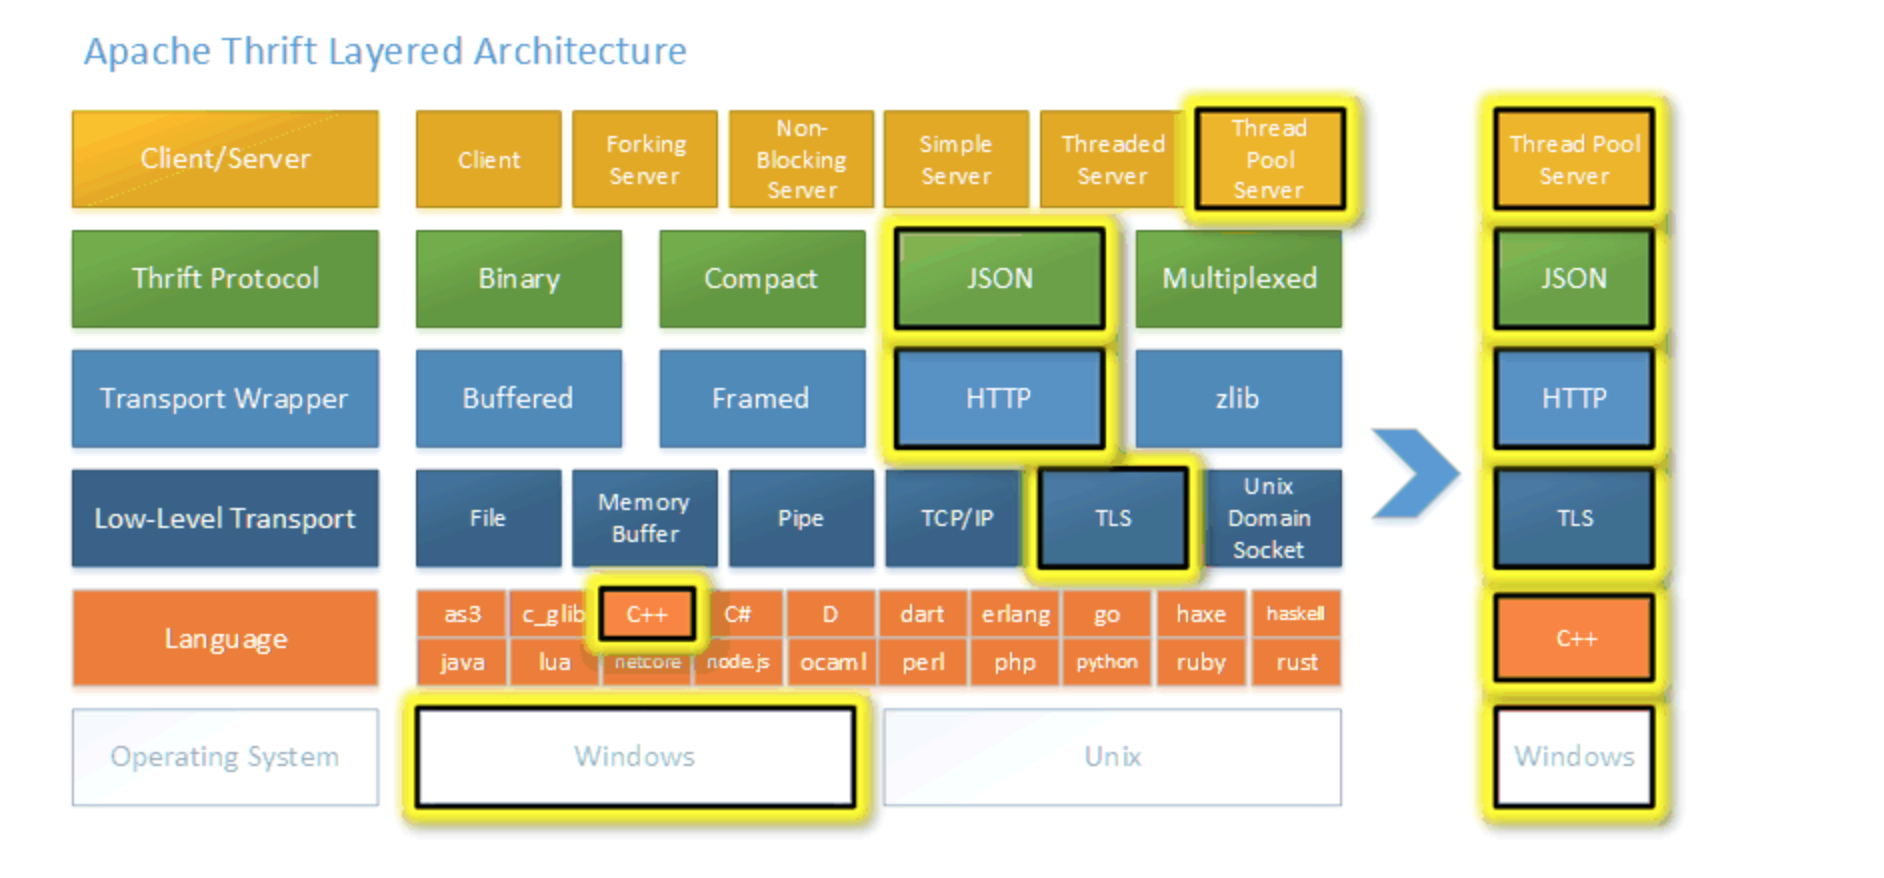 Apache Thrift Layered Architecture
Client/Server
Client
Forking
Server
Non-
Blocking
Server
Simple
Server
Threaded
Server
Thread
Pool
Server
Thread Pool
Server
Thrift Protocol
Binary
Compact
JSON
Multiplexed
JSON
Transport Wrapper
Buffered
Framed
HTTP
zlib
HTTP
Low-Level Transport
File
Memory
Buffer
Pipe
TCP/IP
TLS
Unix
Domain
Socket
TLS
Language
as3
c_glib
C++
C#
D
dart
erlang
go
haxe
haskell
java
lua
netcore
node.js
ocaml
perl
php
python
ruby
rust
C++
Operating System
Windows
Unix
Windows